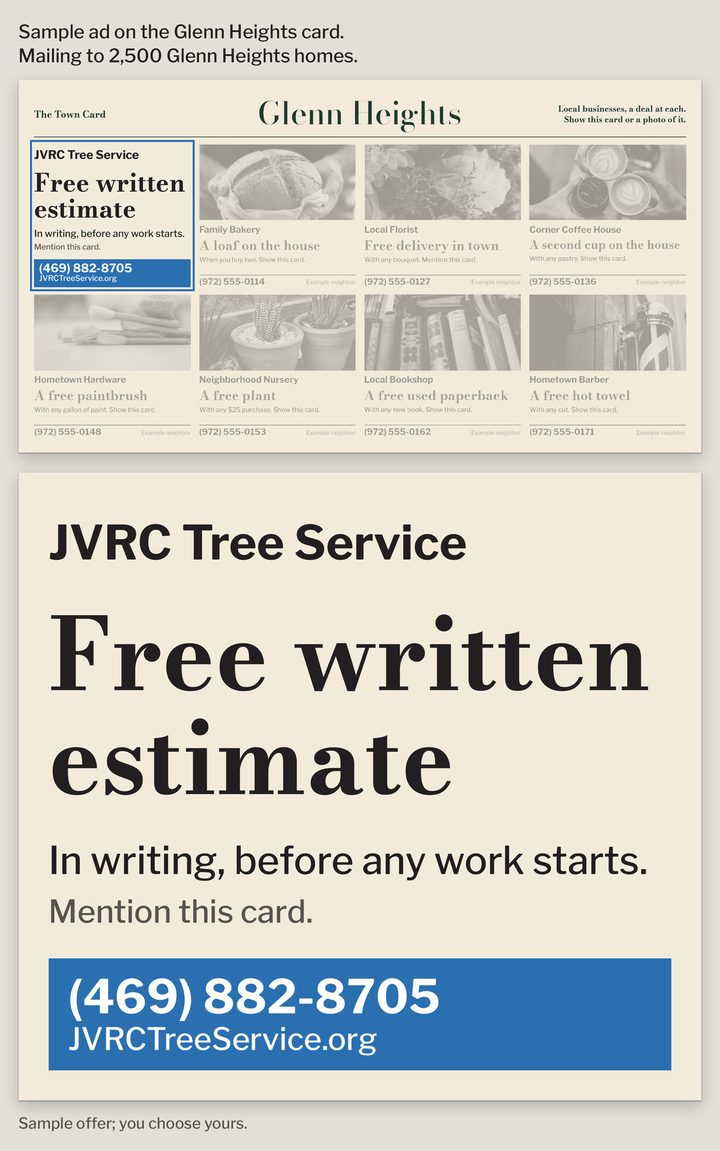 Sample ad on the Glenn Heights card.
Mailing to 2,500 Glenn Heights homes.
The Town Card
Glenn Heights
Local businesses, a deal at each.
Show this card or a photo of it.
JVRC Tree Service
Free written
estimate
In writing, before any work starts.
Mention this card.
(469) 882-8705
JVRCTreeService.org
Family Bakery
A loaf on the house
When you buy two. Show this card.
(972) 555-0114
Local Florist
Free delivery in town
With any bouquet. Mention this card.
(972) 555-0127
Example neighbor
Corner Coffee House
A second cup on the house
With any pastry. Show this card.
(972) 555-0136
Example neighbor
Hometown Hardware
A free paintbrush
With any gallon of paint. Show this card.
(972) 555-0148
Example neighbor
Neighborhood Nursery
A free plant
With any $25 purchase. Show this card.
(972) 555-0153
Example neighbor
Local Bookshop
A free used paperback
With any new book. Show this card.
(972) 555-0162
Example neighbor
Hometown Barber
A free hot towel
With any cut. Show this card.
(972) 555-0171
Example neighbor
JVRC Tree Service
Free written
estimate
In writing, before any work starts.
Mention this card.
(469) 882-8705
JVRCTreeService.org
Sample offer; you choose yours.